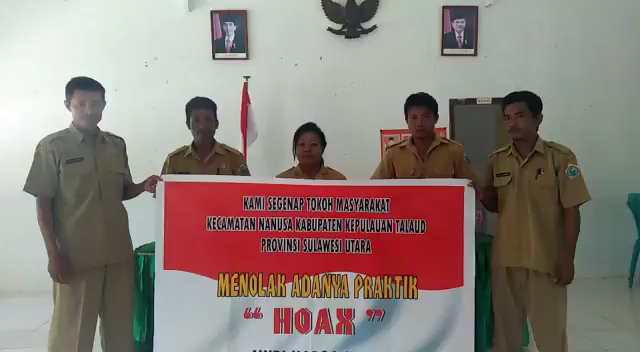 KAMI SEGENAP TOKOH MASYARAKAT
KECAMATAN NANUSA KABUPATEN KEPULAUAN TALAUD
PROVINSI SULAWESI UTARA
MENOLAK ADANYA PRAKTIK
“ HOAX ”